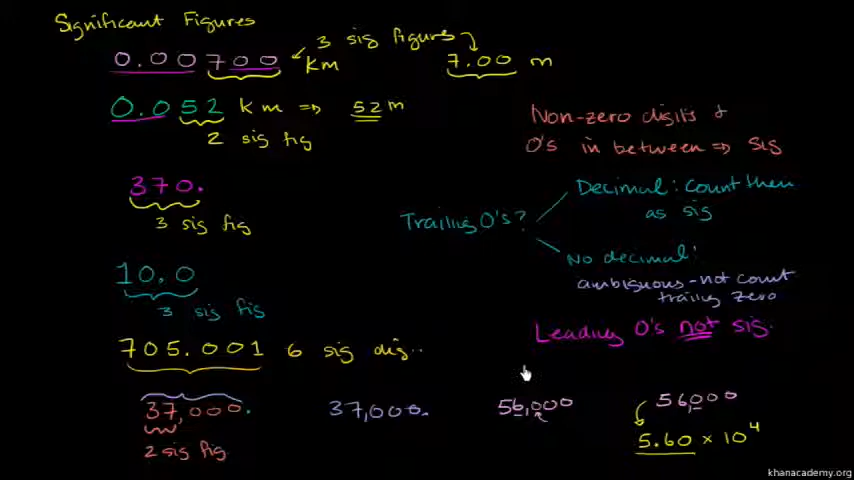 Significant Figures
0.00700 km
3 sig figures
7.00 m
0.052 km ⇒ 52 m
2 sig fig
Non-zero digits &
0's in between ⇒ sig
370.
3 sig fig
Trailing 0's?
Decimal: count them
as sig
No decimal:
ambiguous - not count
trailing zero
10.0
3 sig fig
Leading 0's not sig.
705.001 6 sig dig..
37,000.
2 sig fig
37,000.
56,000
56,000
5.60 × 10⁴
khanacademy.org